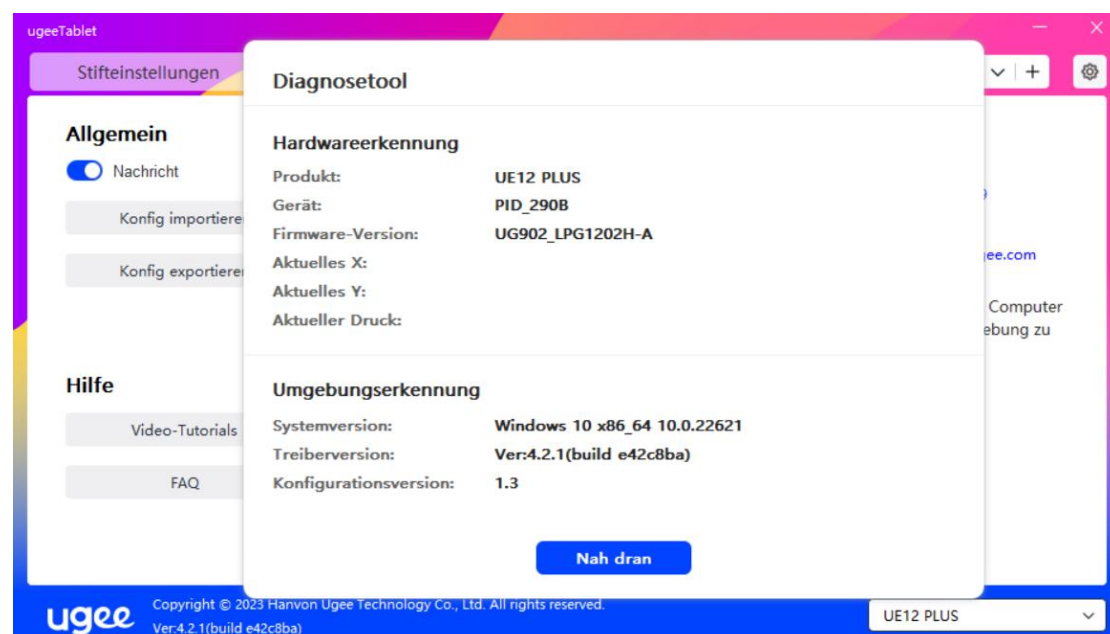 ugeeTablet
Stifteinstellungen
Diagnosetool
Allgemein
Nachricht
Konfig importiere
Konfig exportieren
Hardwareerkennung
Produkt: UE12 PLUS
Gerät: PID_290B
Firmware-Version: UG902_LPG1202H-A
Aktuelles X:
Aktuelles Y:
Aktueller Druck:
gee.com
Computer
ebung zu
Hilfe
Video-Tutorials
FAQ
Umgebungserkennung
Systemversion: Windows 10 x86_64 10.0.22621
Treiberversion: Ver:4.2.1(build e42c8ba)
Konfigurationsversion: 1.3
Nah dran
ugee
Copyright © 2023 Hanvon Ugee Technology Co., Ltd. All rights reserved.
Ver:4.2.1(build e42c8ba)
UE12 PLUS